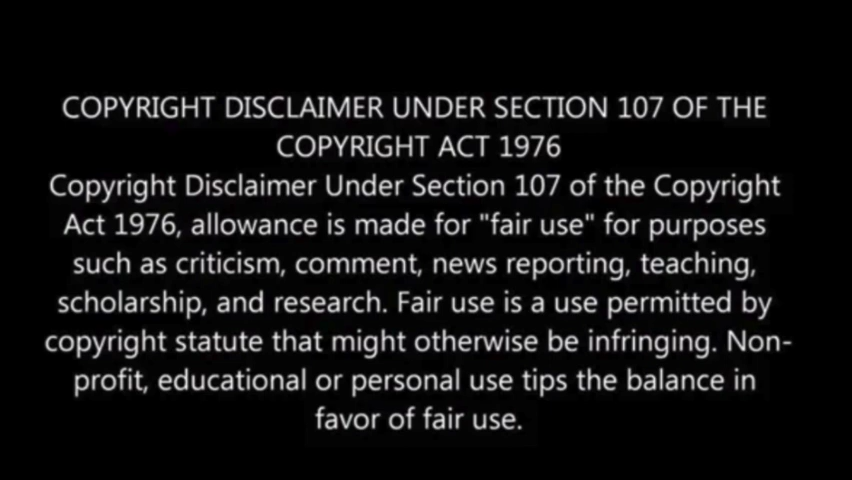 COPYRIGHT DISCLAIMER UNDER SECTION 107 OF THE
COPYRIGHT ACT 1976
Copyright Disclaimer Under Section 107 of the Copyright
Act 1976, allowance is made for "fair use" for purposes
such as criticism, comment, news reporting, teaching,
scholarship, and research. Fair use is a use permitted by
copyright statute that might otherwise be infringing. Non-
profit, educational or personal use tips the balance in
favor of fair use.